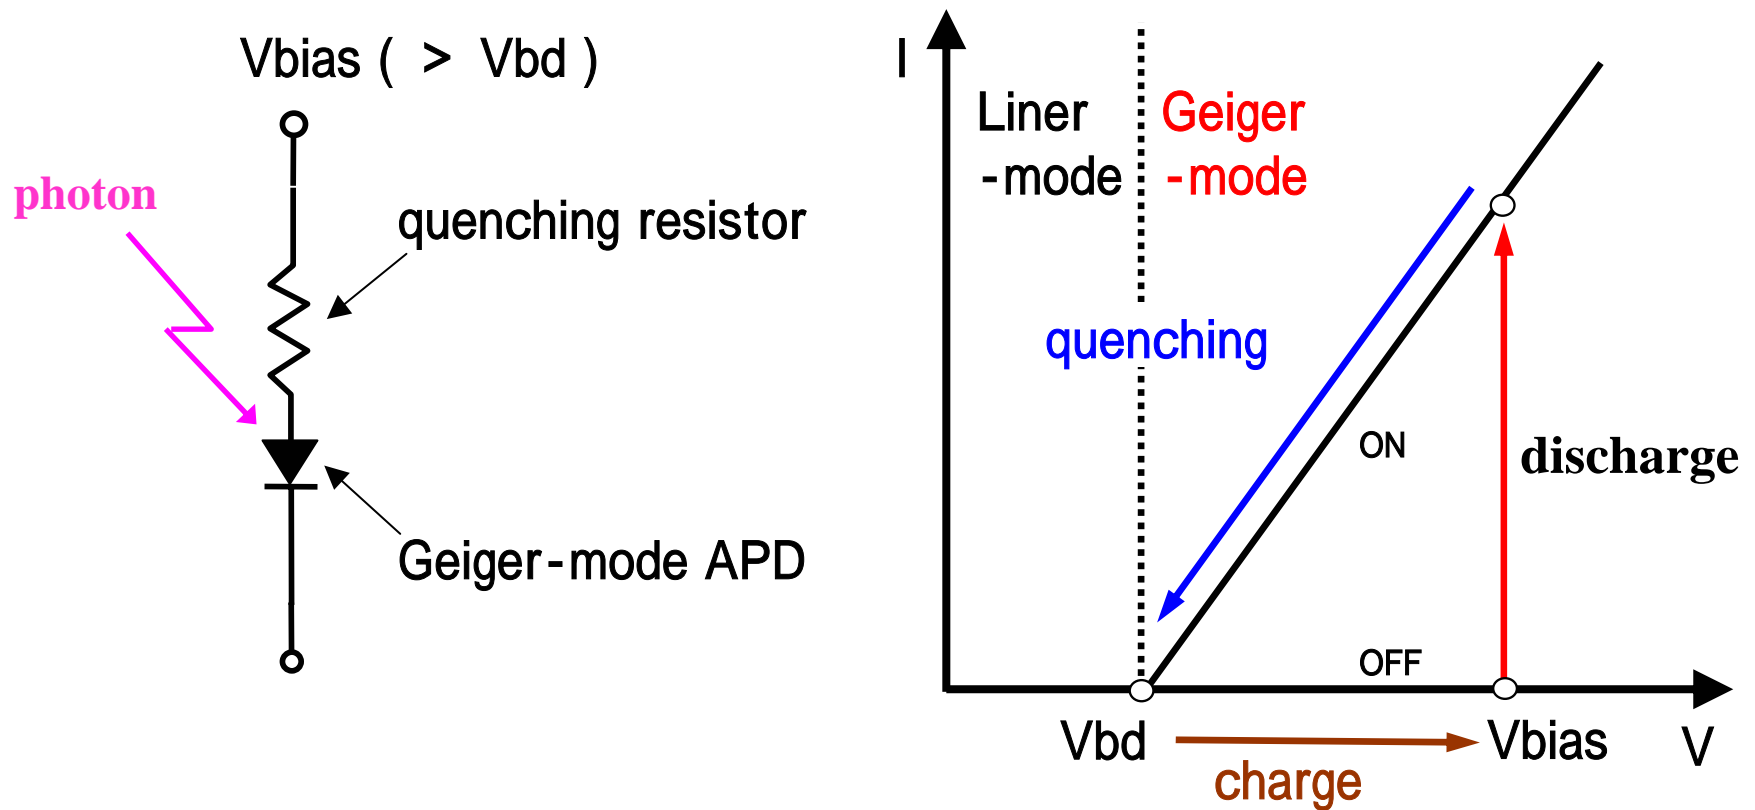 Vbias ( > Vbd )
photon
quenching resistor
Geiger-mode APD
I
Liner
-mode
Geiger
-mode
quenching
ON
discharge
OFF
Vbd
Vbias
V
charge